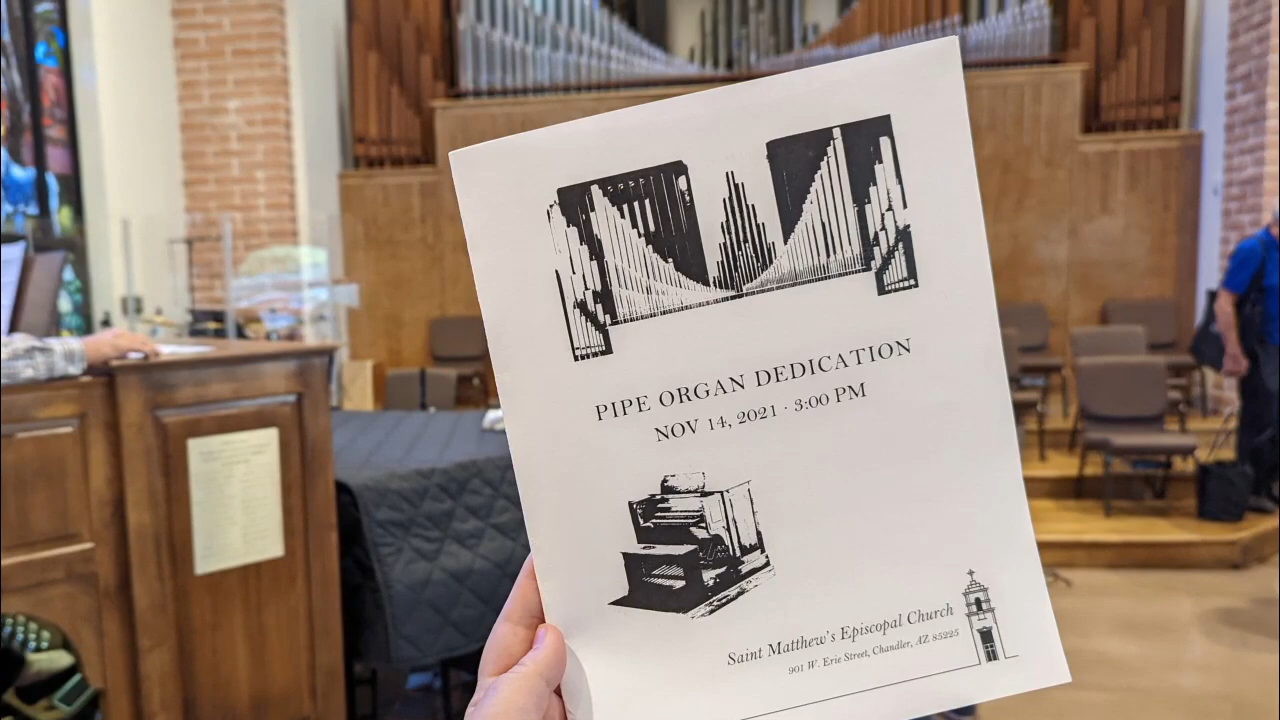 PIPE ORGAN DEDICATION
NOV 14, 2021 · 3:00 PM
Saint Matthew's Episcopal Church
901 W. Erie Street, Chandler, AZ 85225